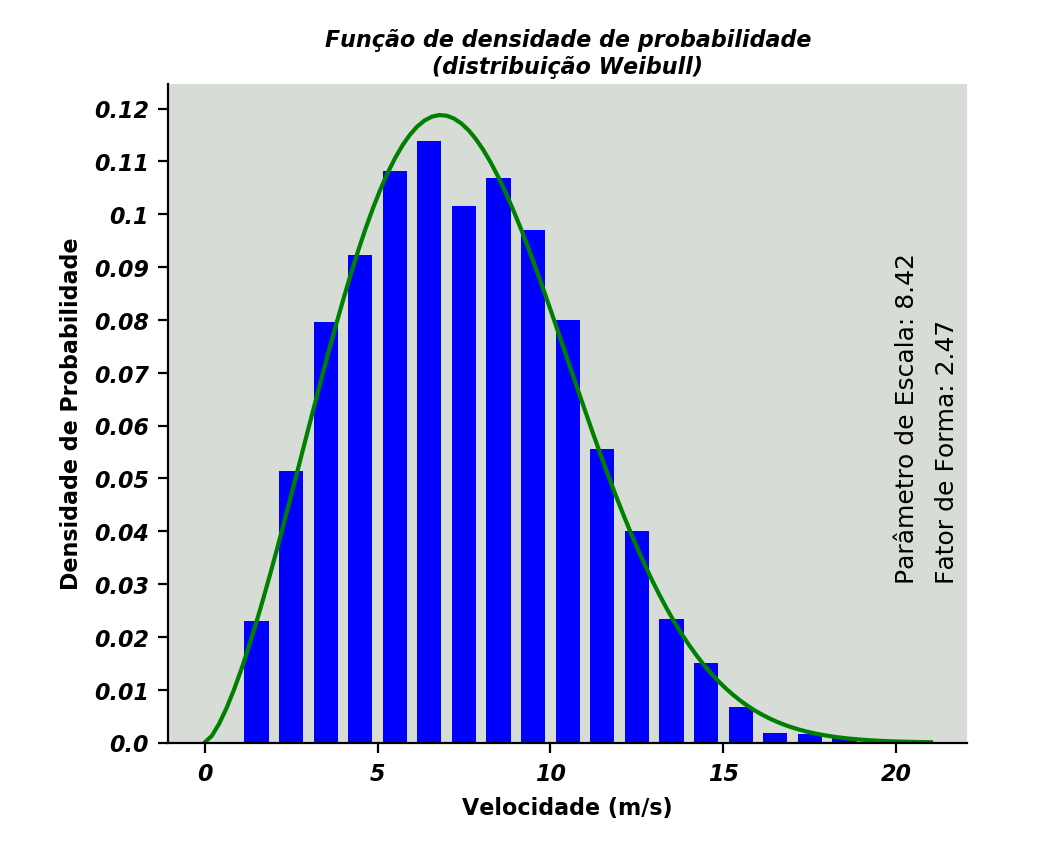 Função de densidade de probabilidade
(distribuição Weibull)
0.12
0.11
0.1
0.09
0.08
0.07
0.06
0.05
0.04
0.03
0.02
0.01
0.0
Densidade de Probabilidade
Parâmetro de Escala: 8.42
Fator de Forma: 2.47
0 5 10 15 20
Velocidade (m/s)